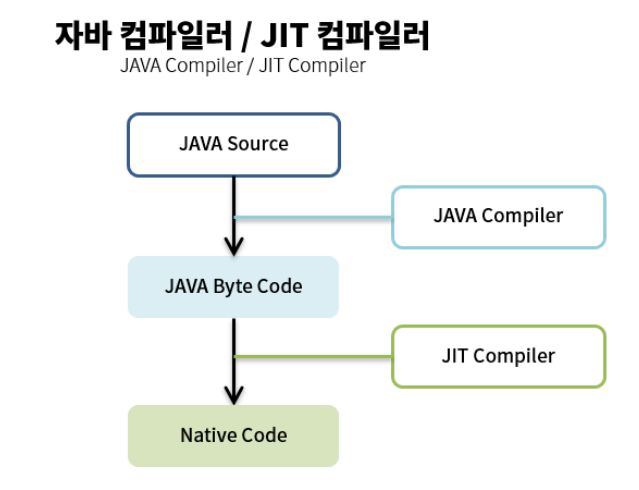 자바 컴파일러 / JIT 컴파일러
JAVA Compiler / JIT Compiler
JAVA Source
JAVA Compiler
JAVA Byte Code
JIT Compiler
Native Code